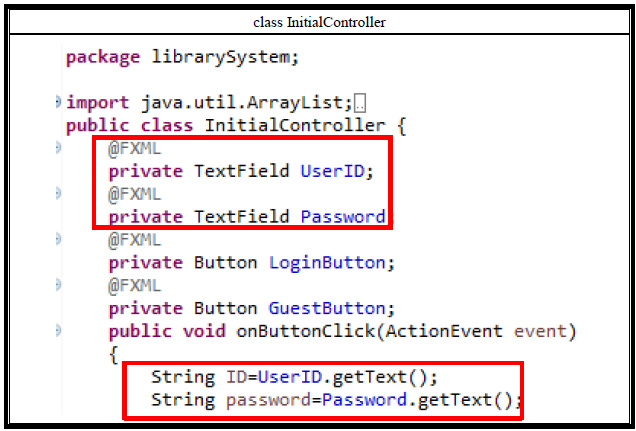 class InitialController
package librarySystem;
import java.util.ArrayList;
public class InitialController {
@FXML
private TextField UserID;
@FXML
private TextField Password;
@FXML
private Button LoginButton;
@FXML
private Button GuestButton;
public void onButtonClick(ActionEvent event)
{
String ID=UserID.getText();
String password=Password.getText();